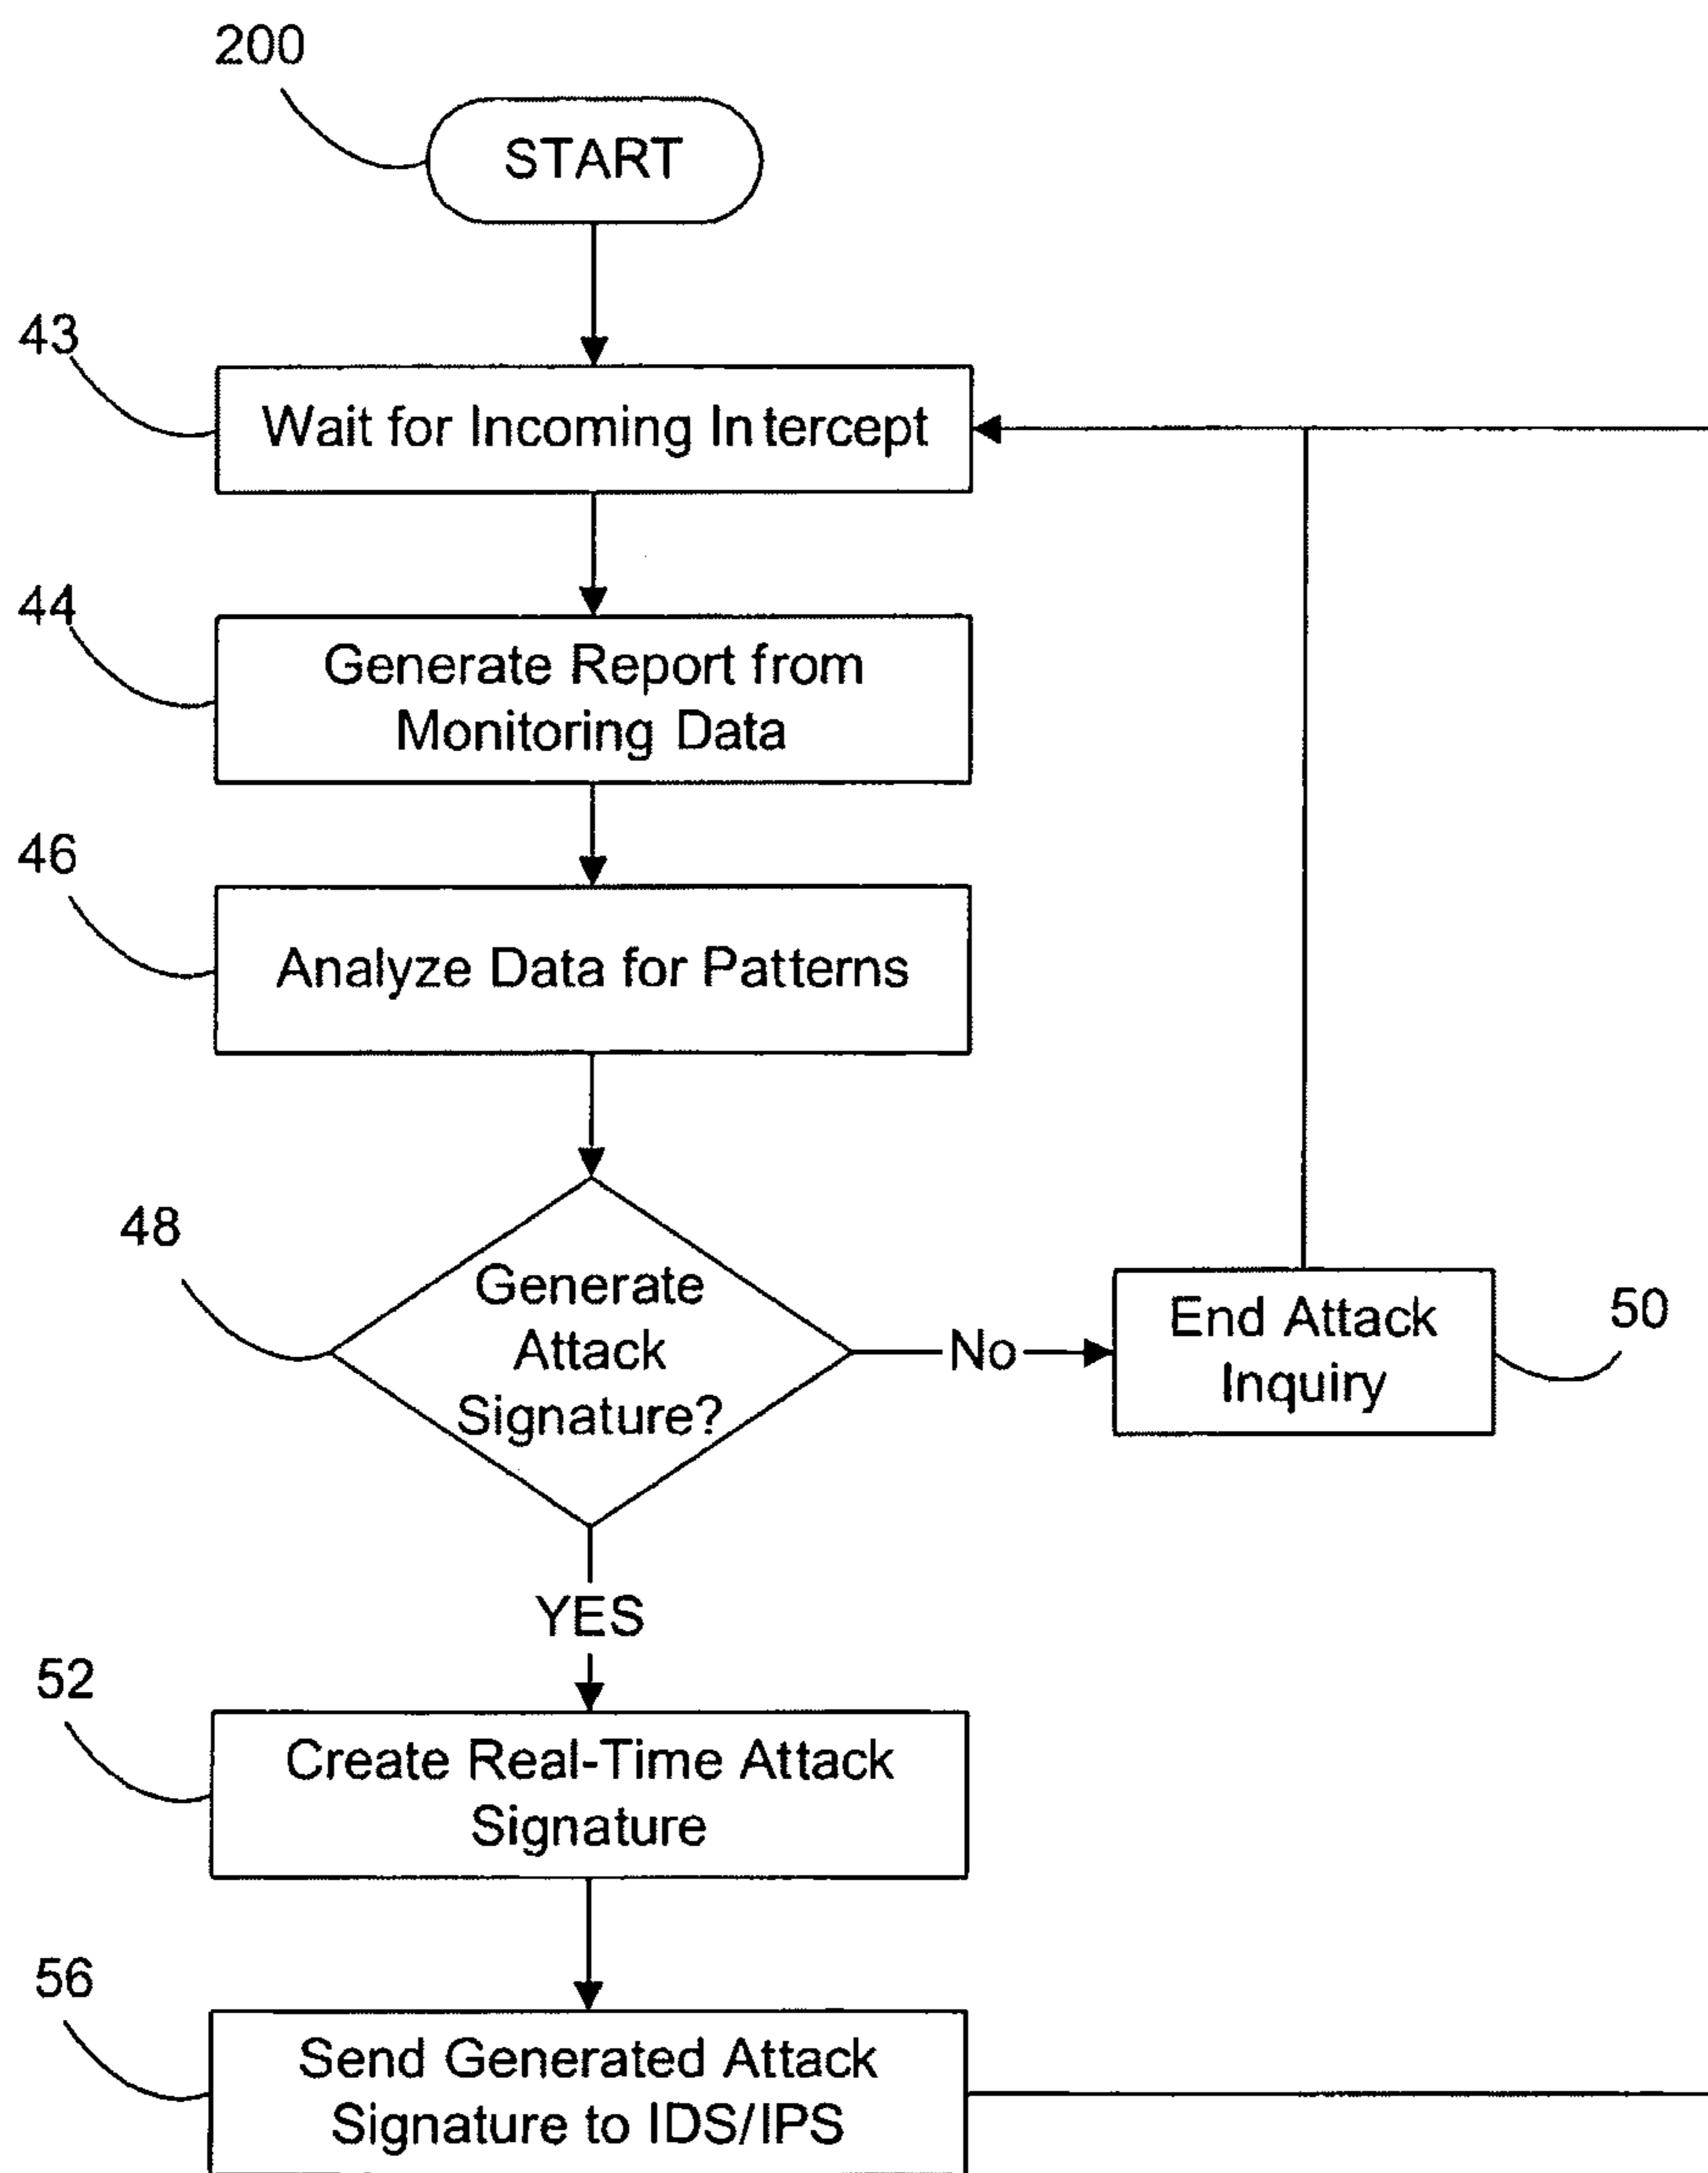 200
START
43
Wait for Incoming Intercept
44
Generate Report from
Monitoring Data
46
Analyze Data for Patterns
48
Generate
Attack
Signature?
No
End Attack
Inquiry
50
YES
52
Create Real-Time Attack
Signature
56
Send Generated Attack
Signature to IDS/IPS